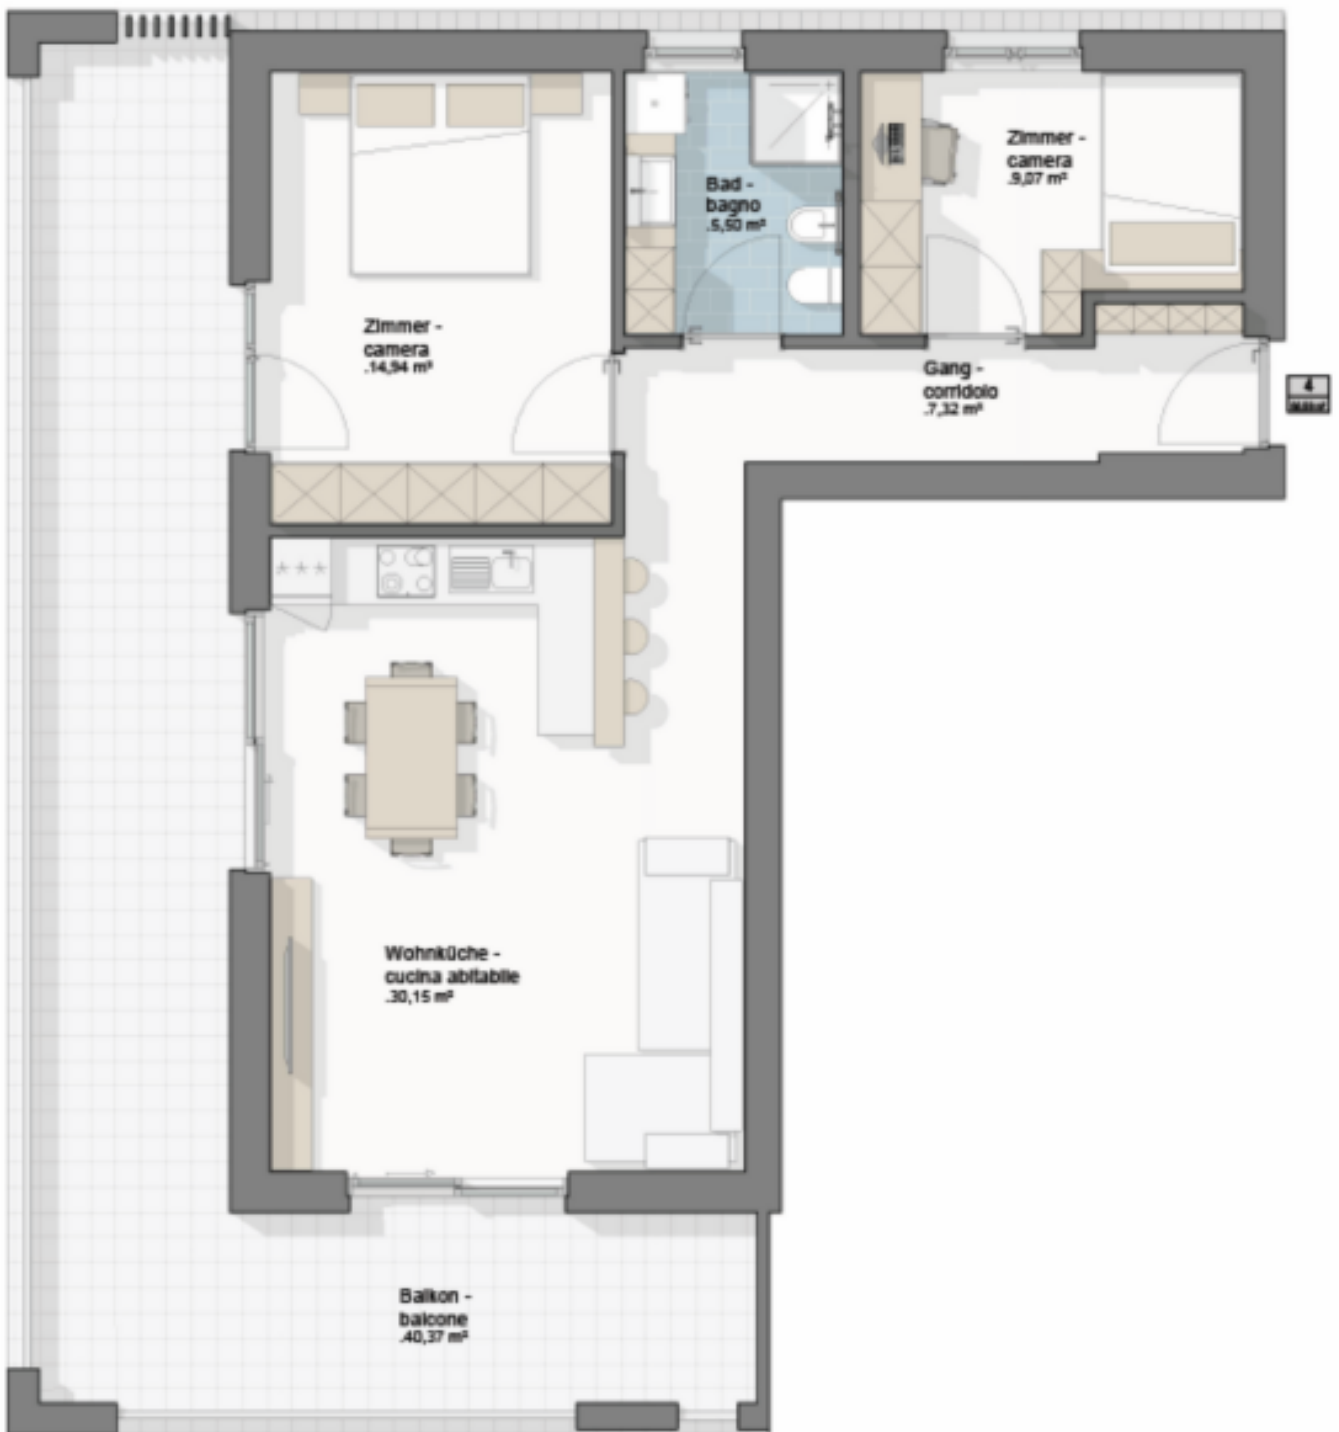 Zimmer -
camera
.14,94 m²
Bad -
bagno
.5,50 m²
Zimmer -
camera
.9,07 m²
Gang -
corridoio
.7,32 m²
4
Wohnküche -
cucina abitabile
.30,15 m²
Balkon -
balcone
.40,37 m²